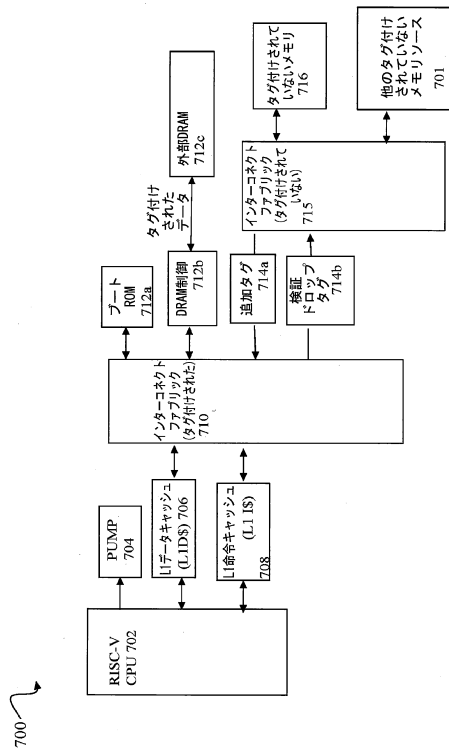 700
RISC-V
CPU 702
PUMP
704
L1データキャッシュ
(L1D$) 706
L1命令キャッシュ
(L1 I$)
708
インターコネクト
ファブリック
(タグ付けされた)
710
ブート
ROM
712a
DRAM制御
712b
タグ付け
された
データ
外部DRAM
712c
追加タグ
714a
検証
ドロップ
タグ
714b
インターコネクト
ファブリック
(タグ付けされて
いない)
715
タグ付けされて
いないメモリ
716
他のタグ付け
されていない
メモリソース
701